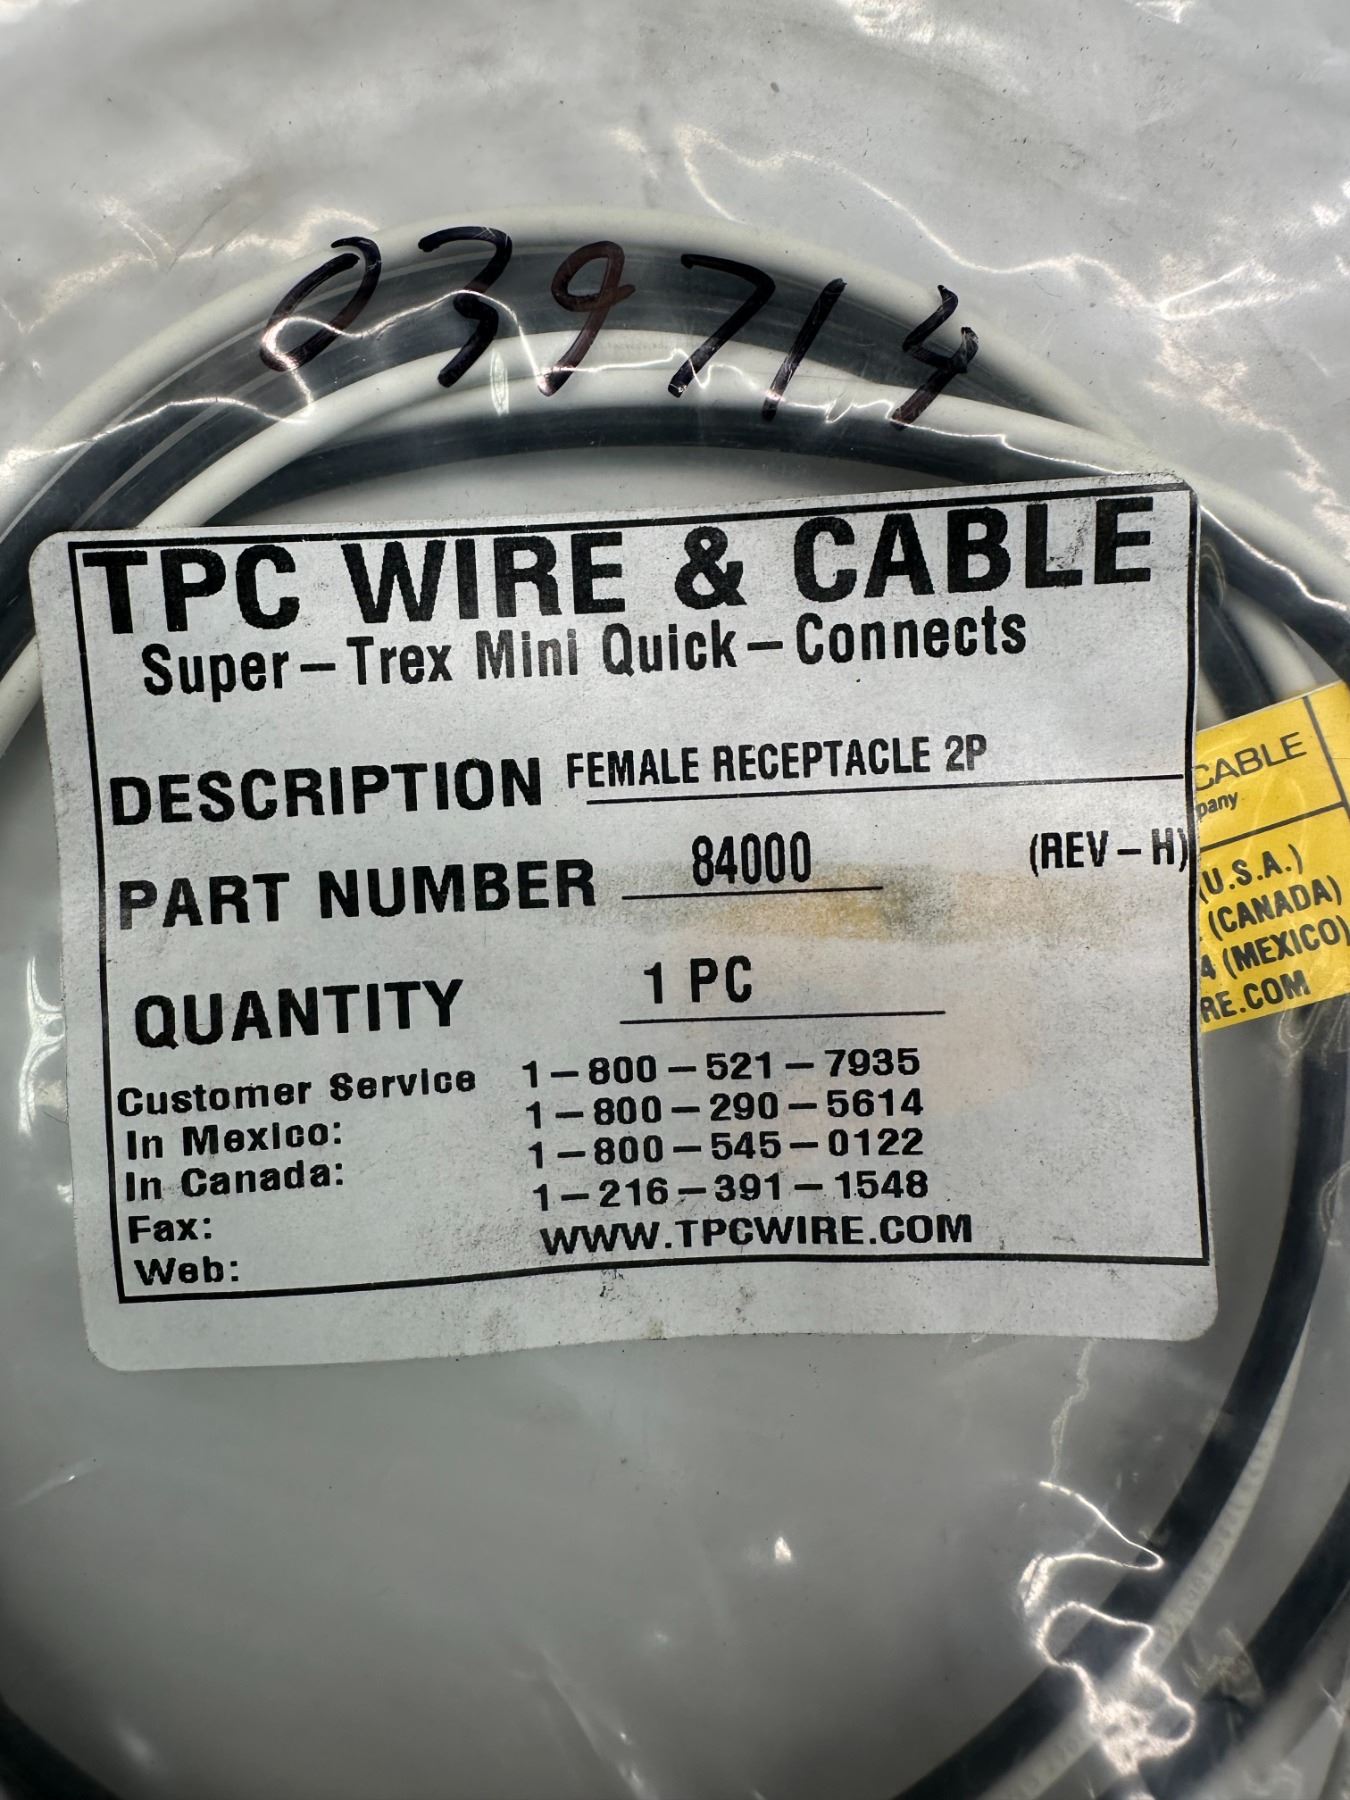 039714
TPC WIRE & CABLE
Super-Trex Mini Quick-Connects
DESCRIPTION FEMALE RECEPTACLE 2P
PART NUMBER 84000 (REV-H)
QUANTITY 1 PC
Customer Service 1-800-521-7935
In Mexico: 1-800-290-5614
In Canada: 1-800-545-0122
Fax: 1-216-391-1548
Web: WWW.TPCWIRE.COM
CABLE
pany
(U.S.A.)
(CANADA)
4 (MEXICO)
RE.COM